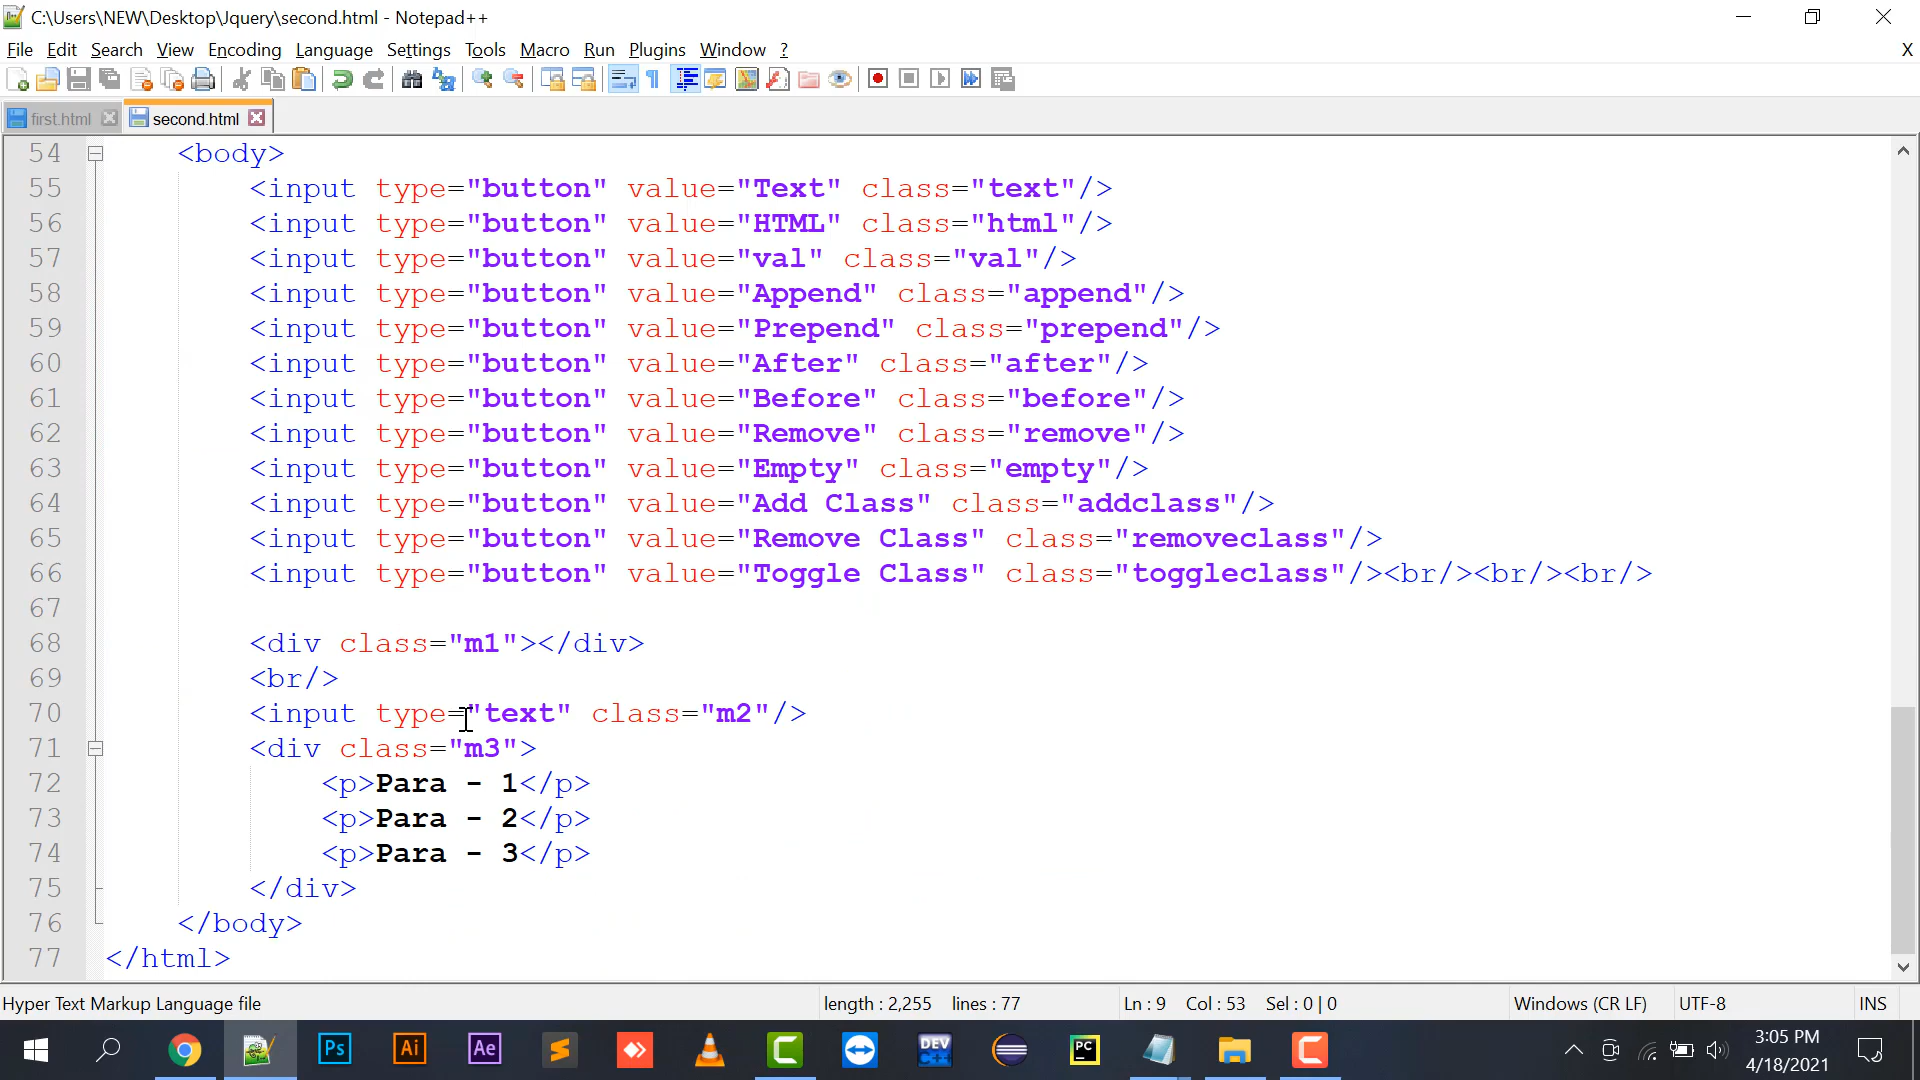 C:\Users\NEW\Desktop\Jquery\second.html - Notepad++
File Edit Search View Encoding Language Settings Tools Macro Run Plugins Window ? X
first.html second.html
54 <body>
55 <input type="button" value="Text" class="text"/>
56 <input type="button" value="HTML" class="html"/>
57 <input type="button" value="val" class="val"/>
58 <input type="button" value="Append" class="append"/>
59 <input type="button" value="Prepend" class="prepend"/>
60 <input type="button" value="After" class="after"/>
61 <input type="button" value="Before" class="before"/>
62 <input type="button" value="Remove" class="remove"/>
63 <input type="button" value="Empty" class="empty"/>
64 <input type="button" value="Add Class" class="addclass"/>
65 <input type="button" value="Remove Class" class="removeclass"/>
66 <input type="button" value="Toggle Class" class="toggleclass"/><br/><br/><br/>
67
68 <div class="m1"></div>
69 <br/>
70 <input type="text" class="m2"/>
71 <div class="m3">
72 <p>Para - 1</p>
73 <p>Para - 2</p>
74 <p>Para - 3</p>
75 </div>
76 </body>
77 </html>
Hyper Text Markup Language file length : 2,255 lines : 77 Ln : 9 Col : 53 Sel : 0 | 0 Windows (CR LF) UTF-8 INS
Ps Ai Ae DEV C++ PC
3:05 PM
4/18/2021